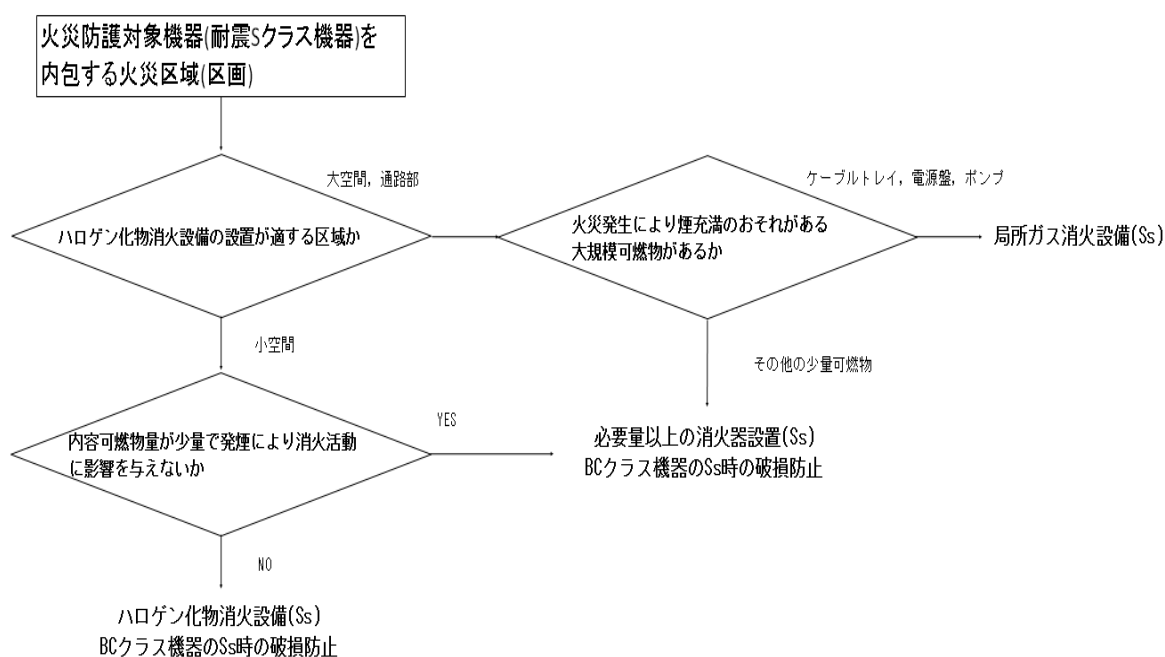 火災防護対象機器(耐震Sクラス機器)を
内包する火災区域(区画)
大空間，通路部
ハロゲン化物消火設備の設置が適する区域か
ケーブルトレイ，電源盤，ポンプ
火災発生により煙充満のおそれがある
大規模可燃物があるか
局所ガス消火設備(Ss)
小空間
その他の少量可燃物
内容可燃物量が少量で発煙により消火活動
に影響を与えないか
YES
必要量以上の消火器設置(Ss)
BCクラス機器のSs時の破損防止
NO
ハロゲン化物消火設備(Ss)
BCクラス機器のSs時の破損防止